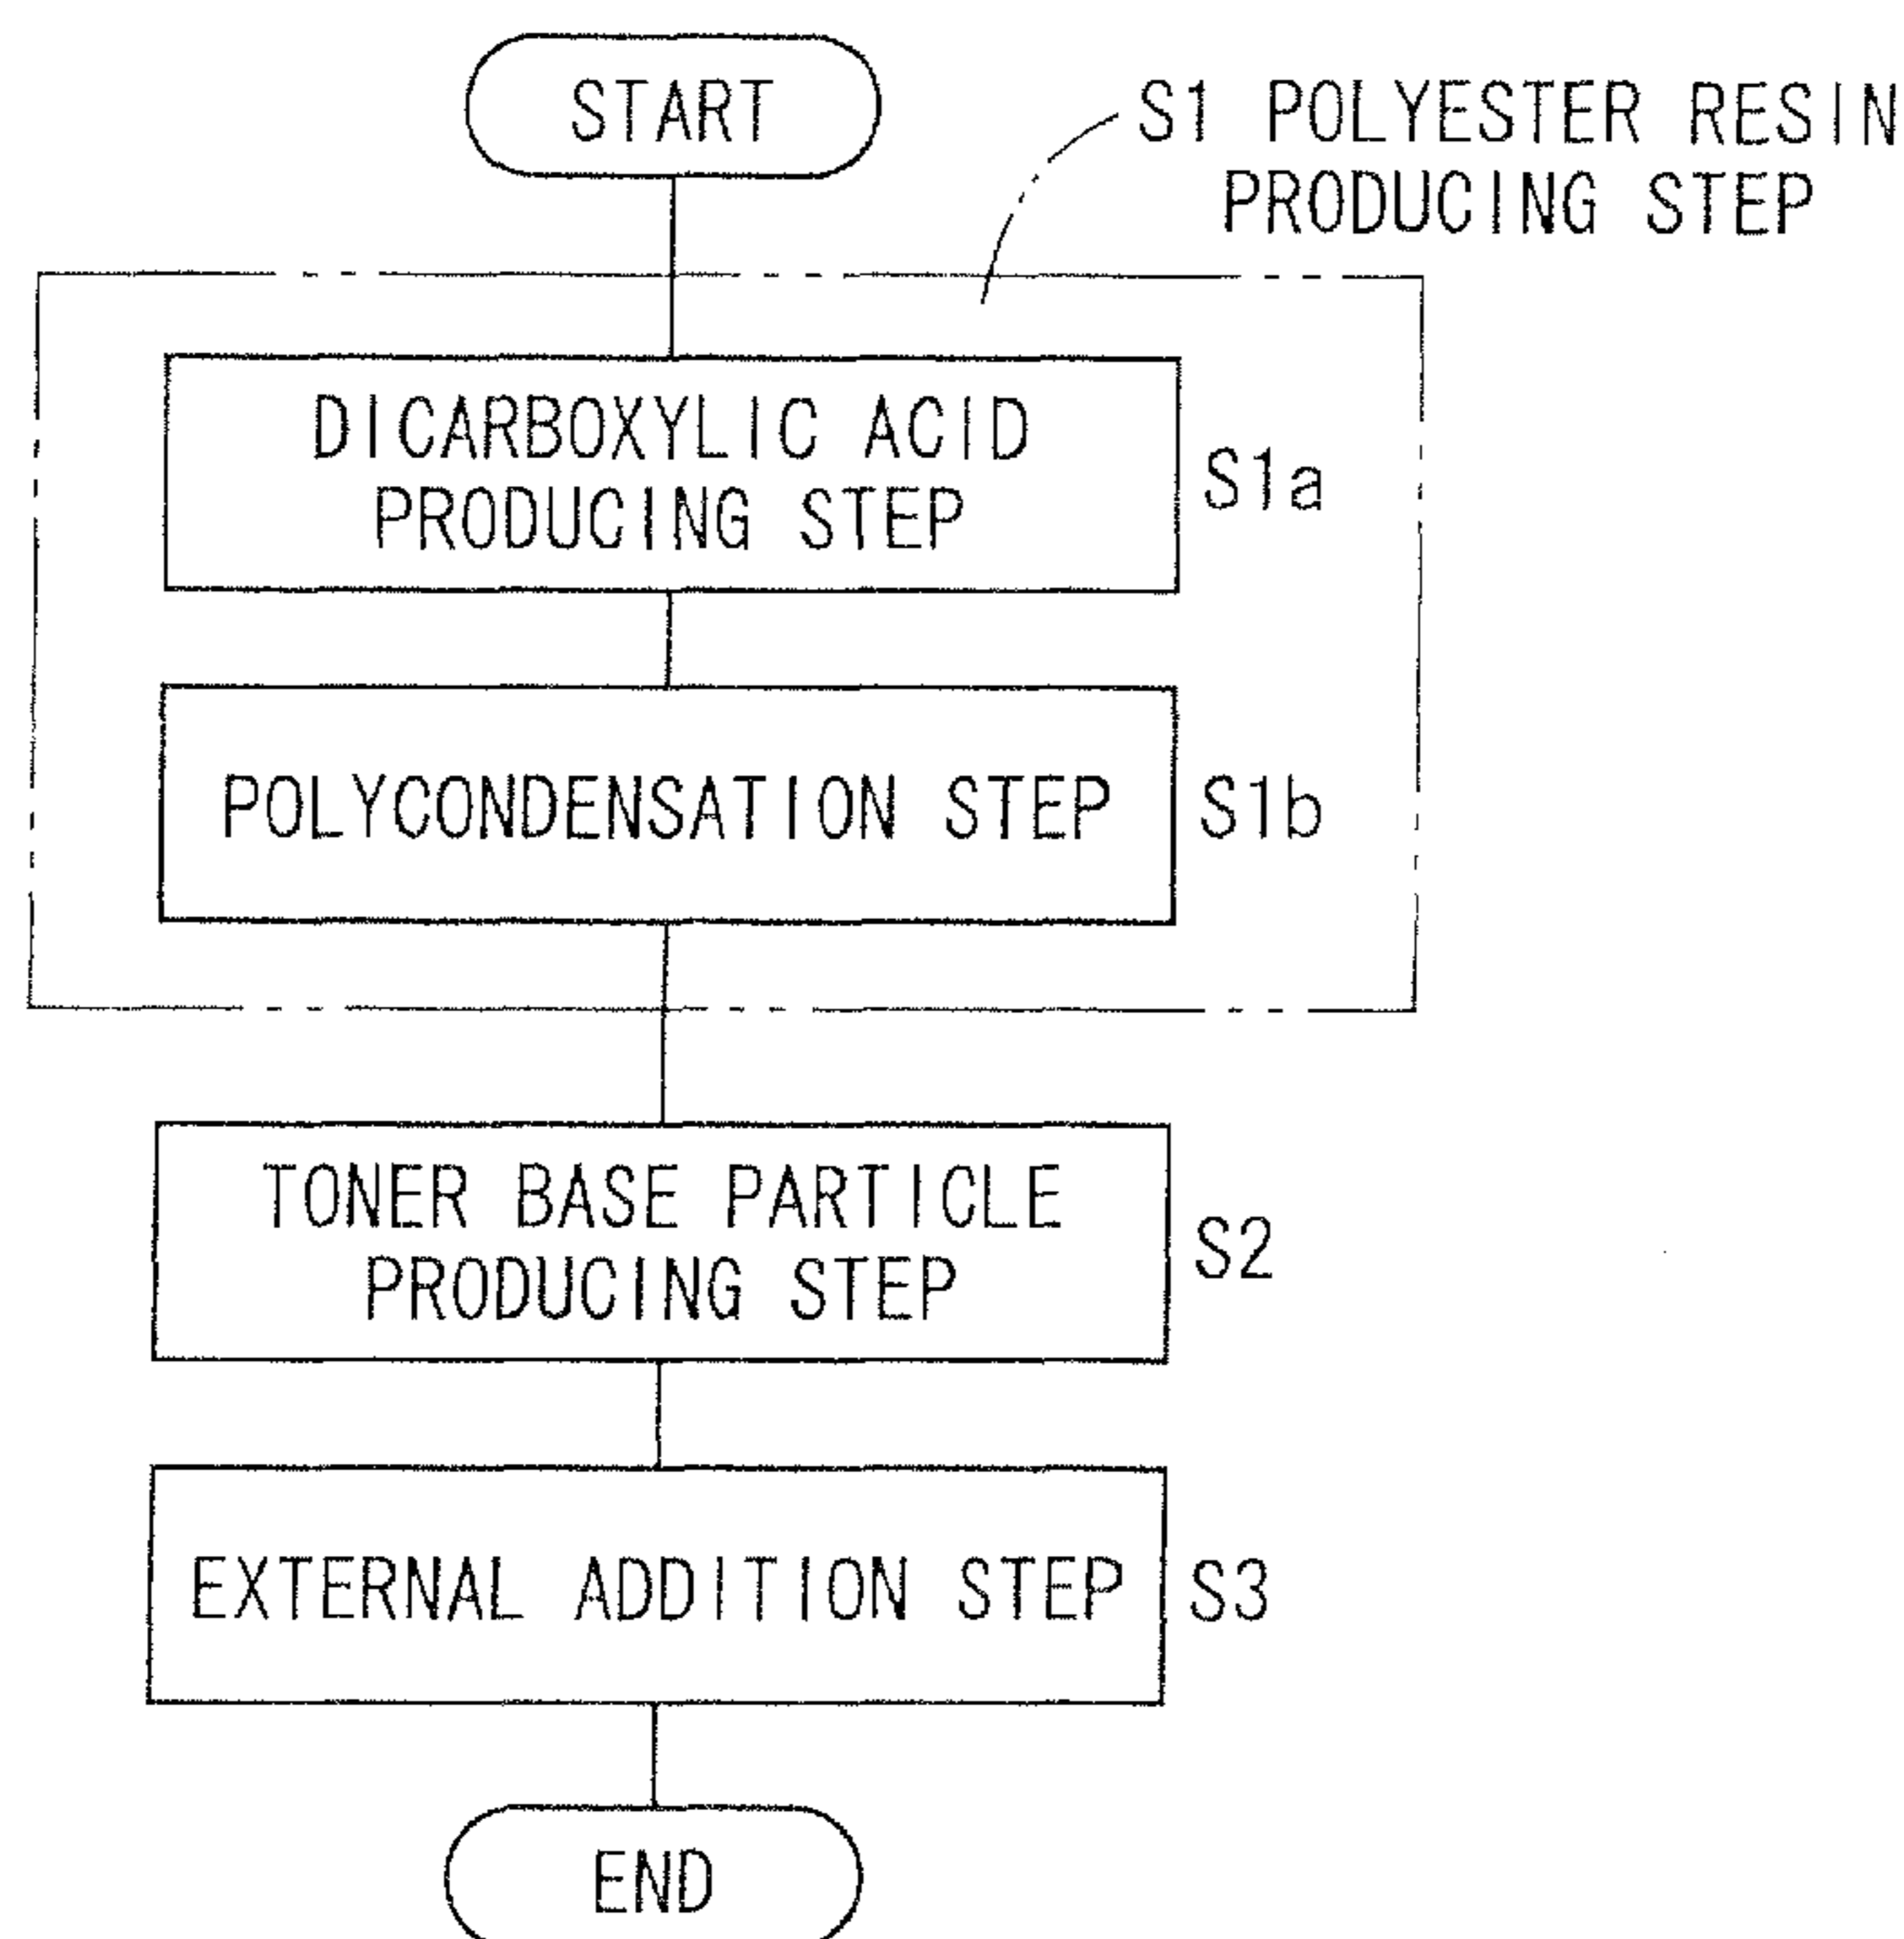 START
S1 POLYESTER RESIN
PRODUCING STEP
DICARBOXYLIC ACID
PRODUCING STEP
S1a
POLYCONDENSATION STEP
S1b
TONER BASE PARTICLE
PRODUCING STEP
S2
EXTERNAL ADDITION STEP
S3
END